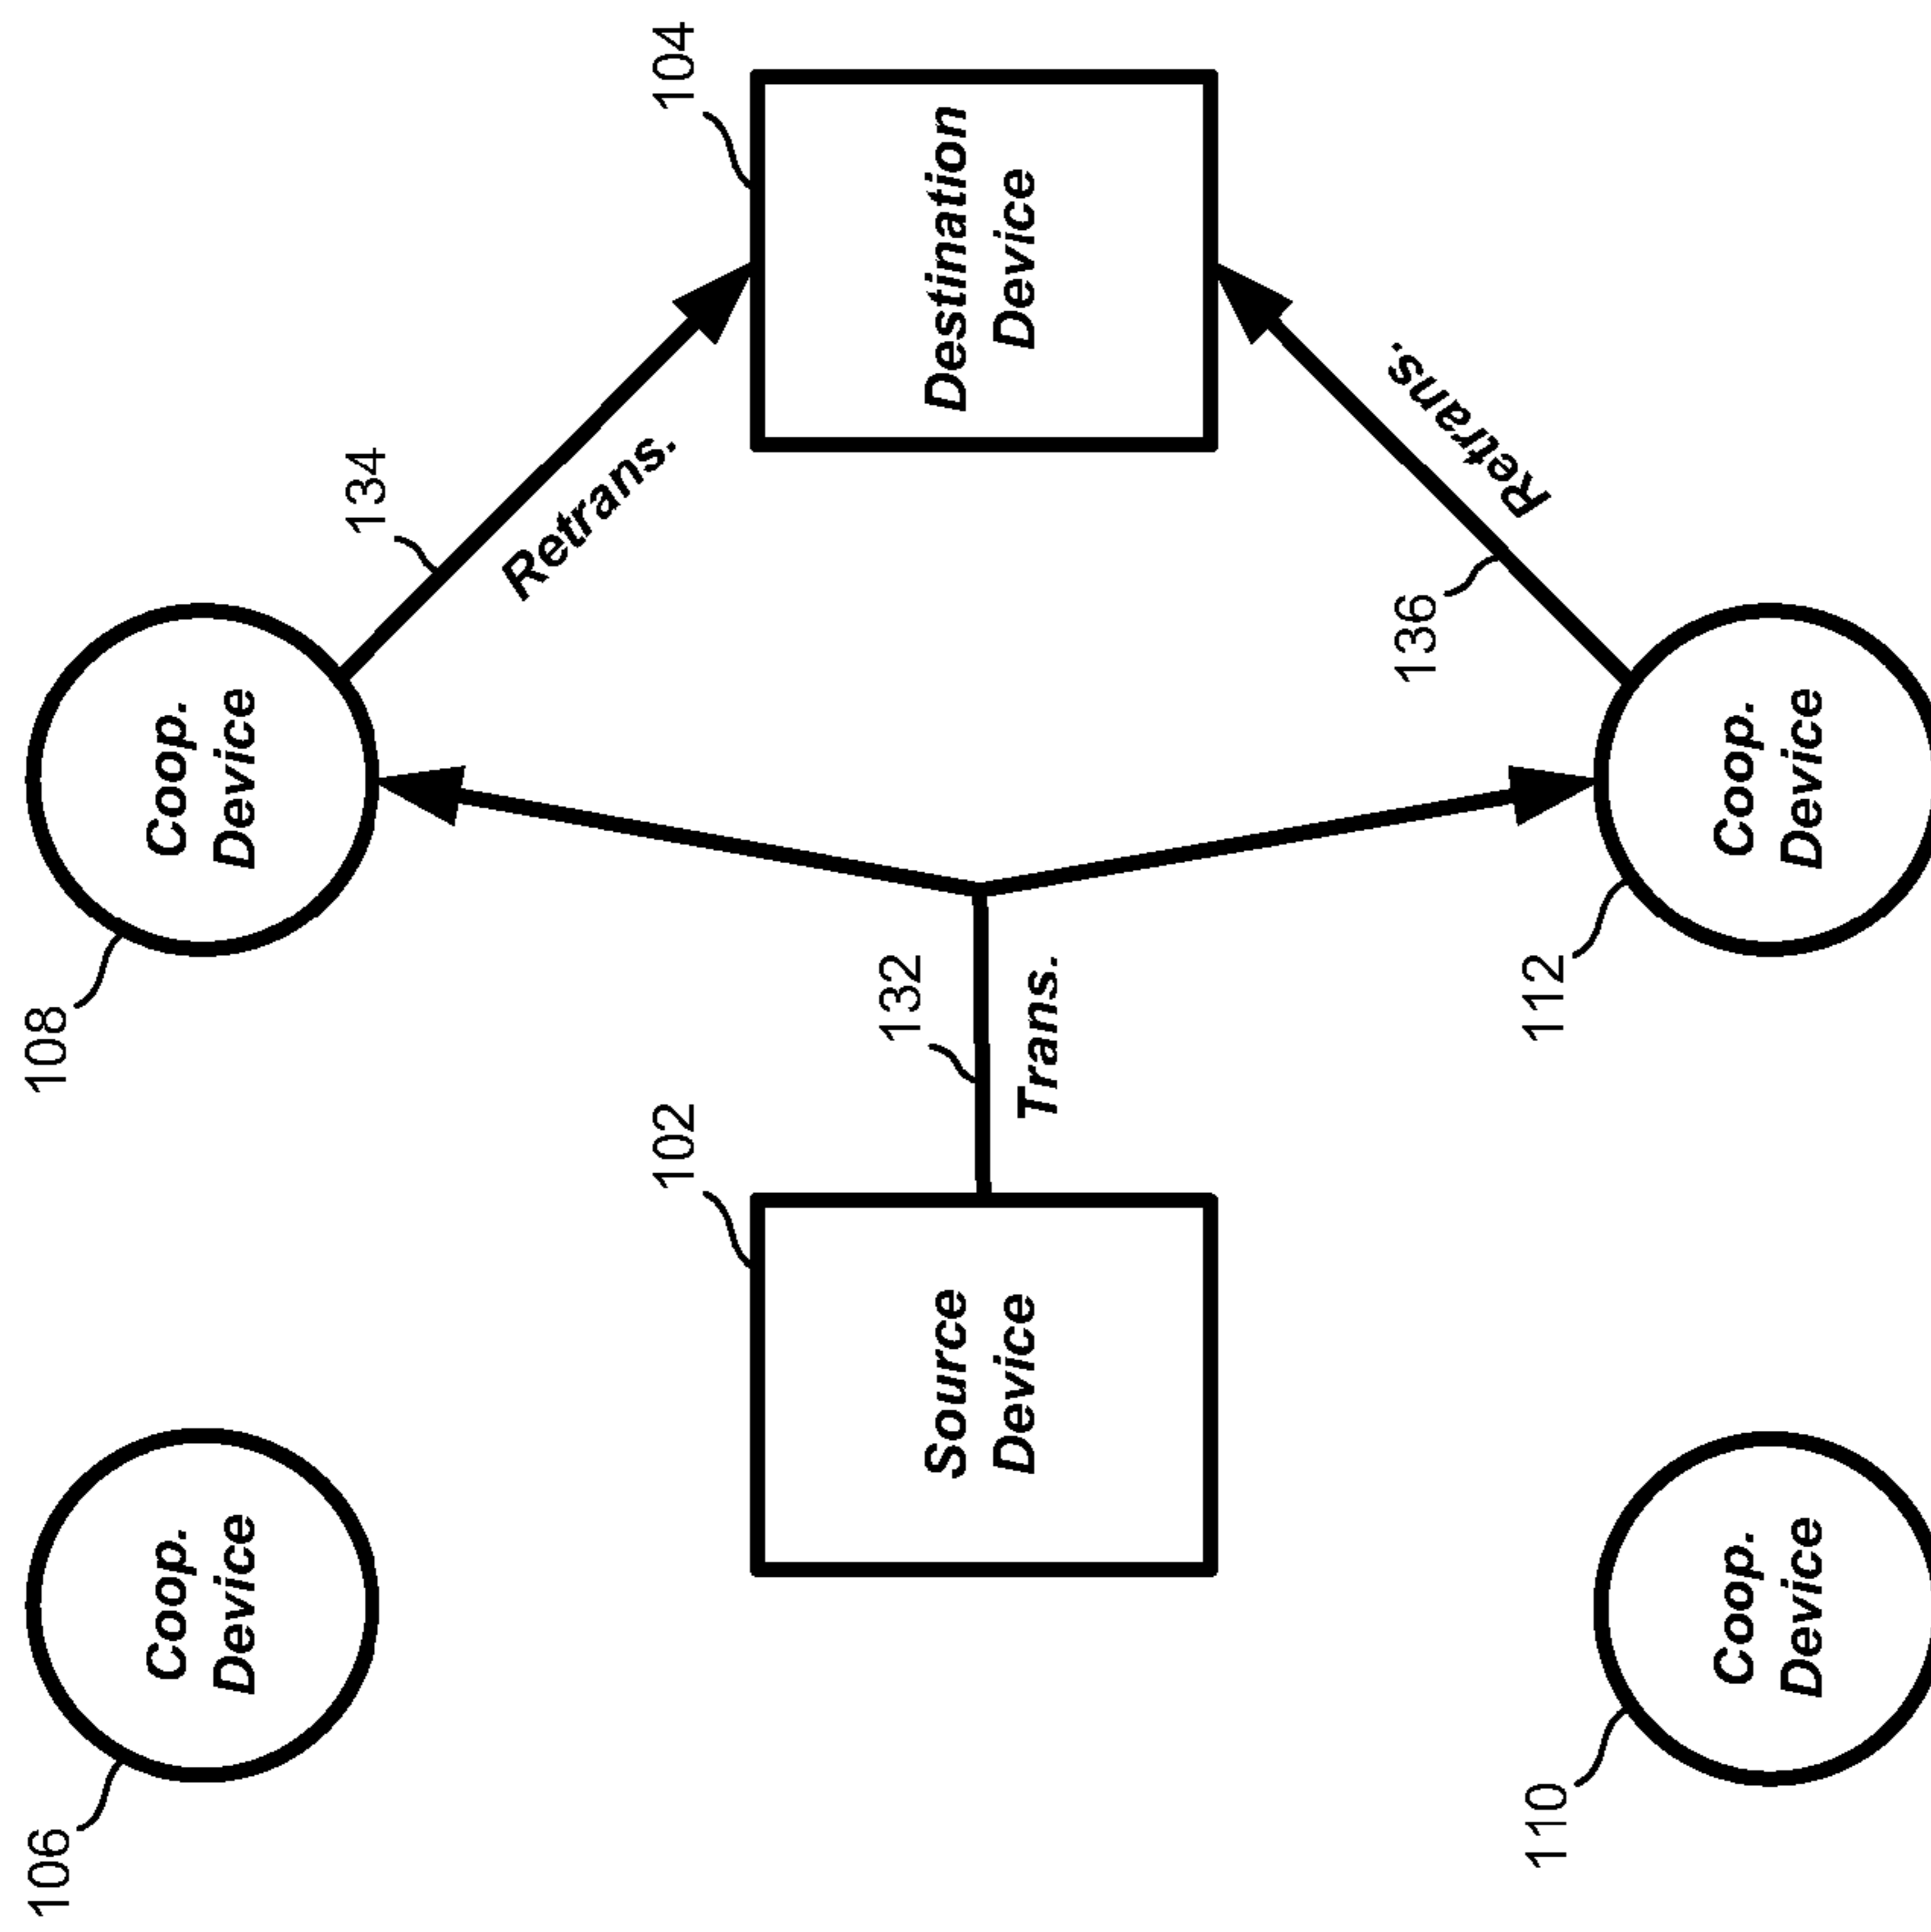 106
108
Coop.
Device
Coop.
Device
134
Retrans.
102
104
132
Source
Device
Trans.
Destination
Device
136
Retrans.
110
112
Coop.
Device
Coop.
Device